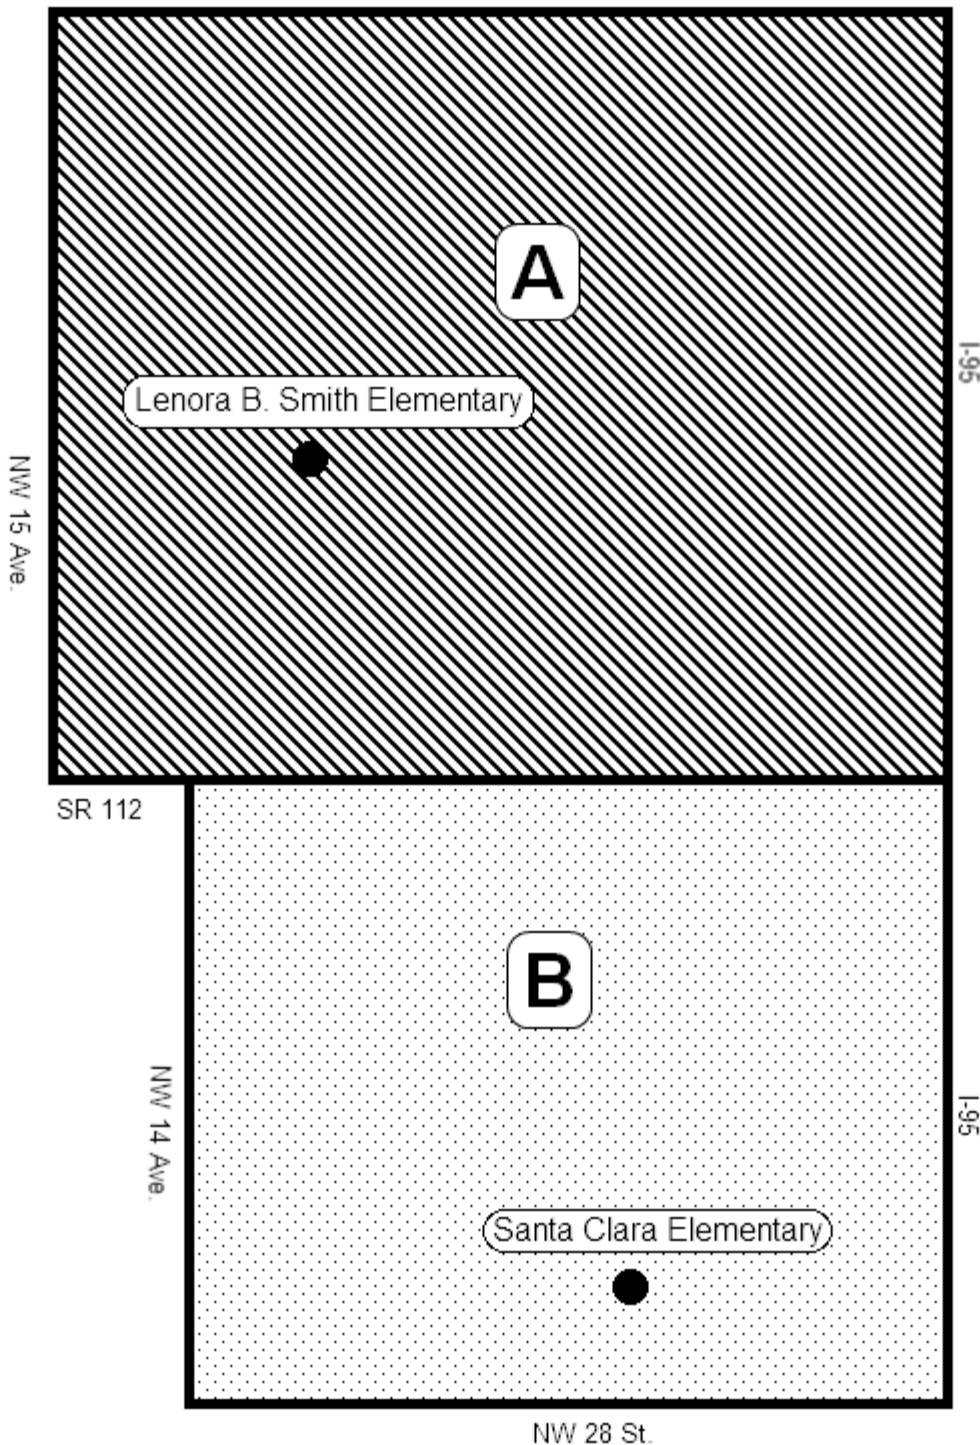 A
I-95
Lenora B. Smith Elementary
NW 15 Ave.
SR 112
B
NW 14 Ave.
I-95
Santa Clara Elementary
NW 28 St.